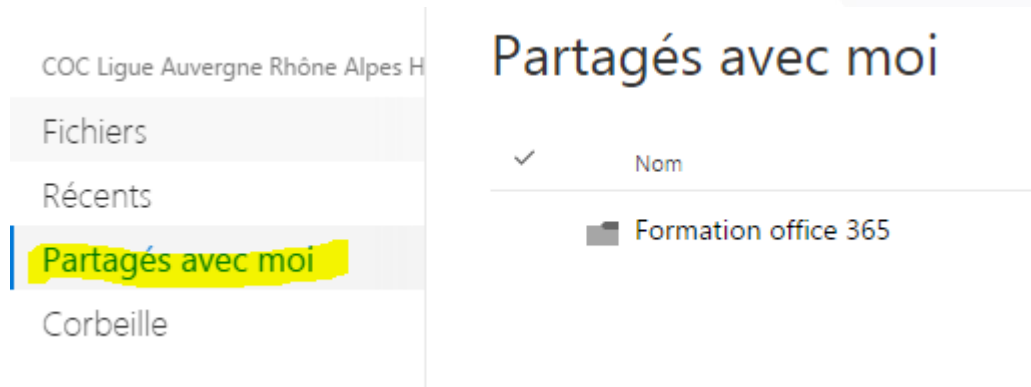 COC Ligue Auvergne Rhône Alpes H
Fichiers
Récents
Partagés avec moi
Corbeille
Partagés avec moi
Nom
Formation office 365